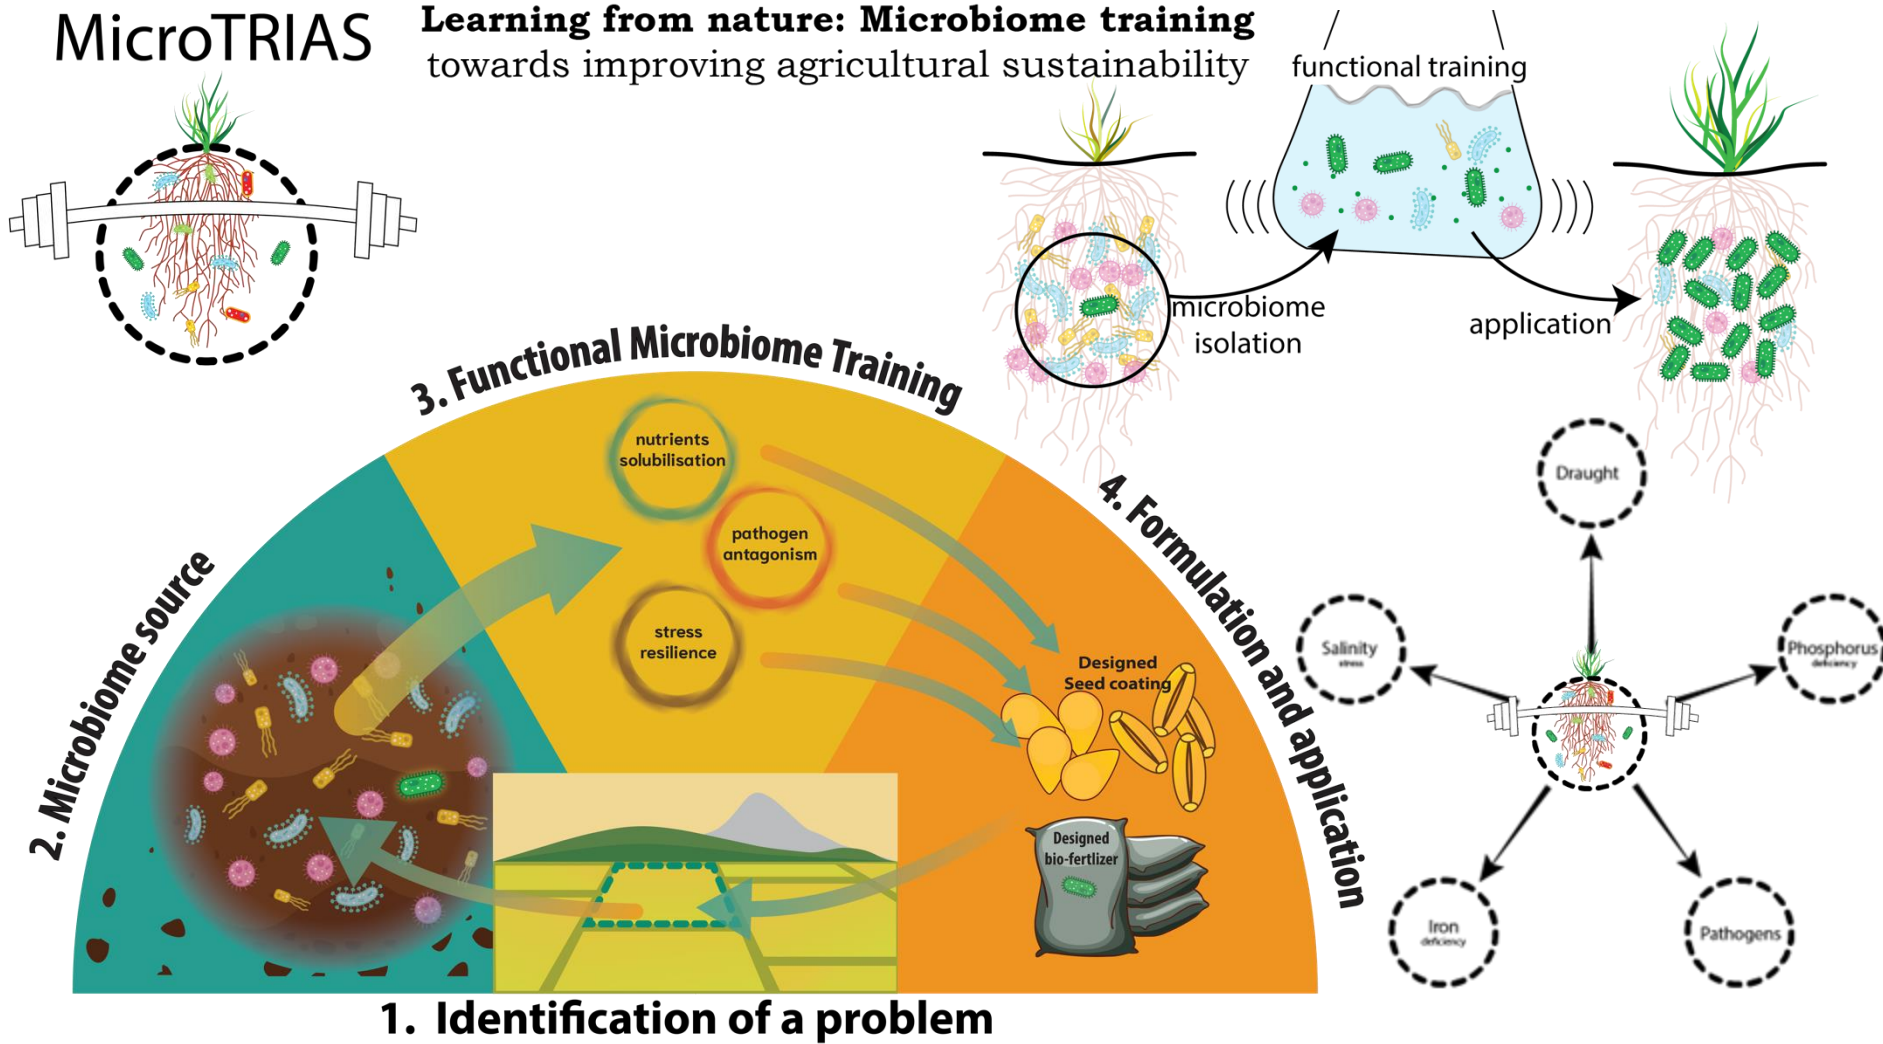 MicroTRIAS
Learning from nature: Microbiome training
towards improving agricultural sustainability
functional training
microbiome
isolation
application
3. Functional Microbiome Training
nutrients
solubilisation
pathogen
antagonism
stress
resilience
2. Microbiome source
4. Formulation and application
Designed
Seed coating
Designed
bio-fertlizer
1. Identification of a problem
Draught
Salinity
stress
Phosphorus
deficiency
Iron
deficiency
Pathogens